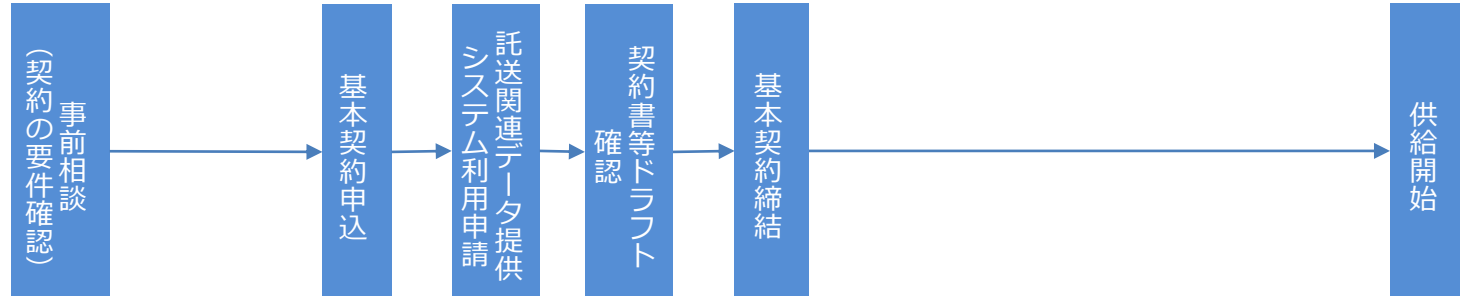 事前相談
（契約の要件確認）
基本契約申込
託送関連データ提供
システム利用申請
契約書等ドラフト
確認
基本契約締結
供給開始